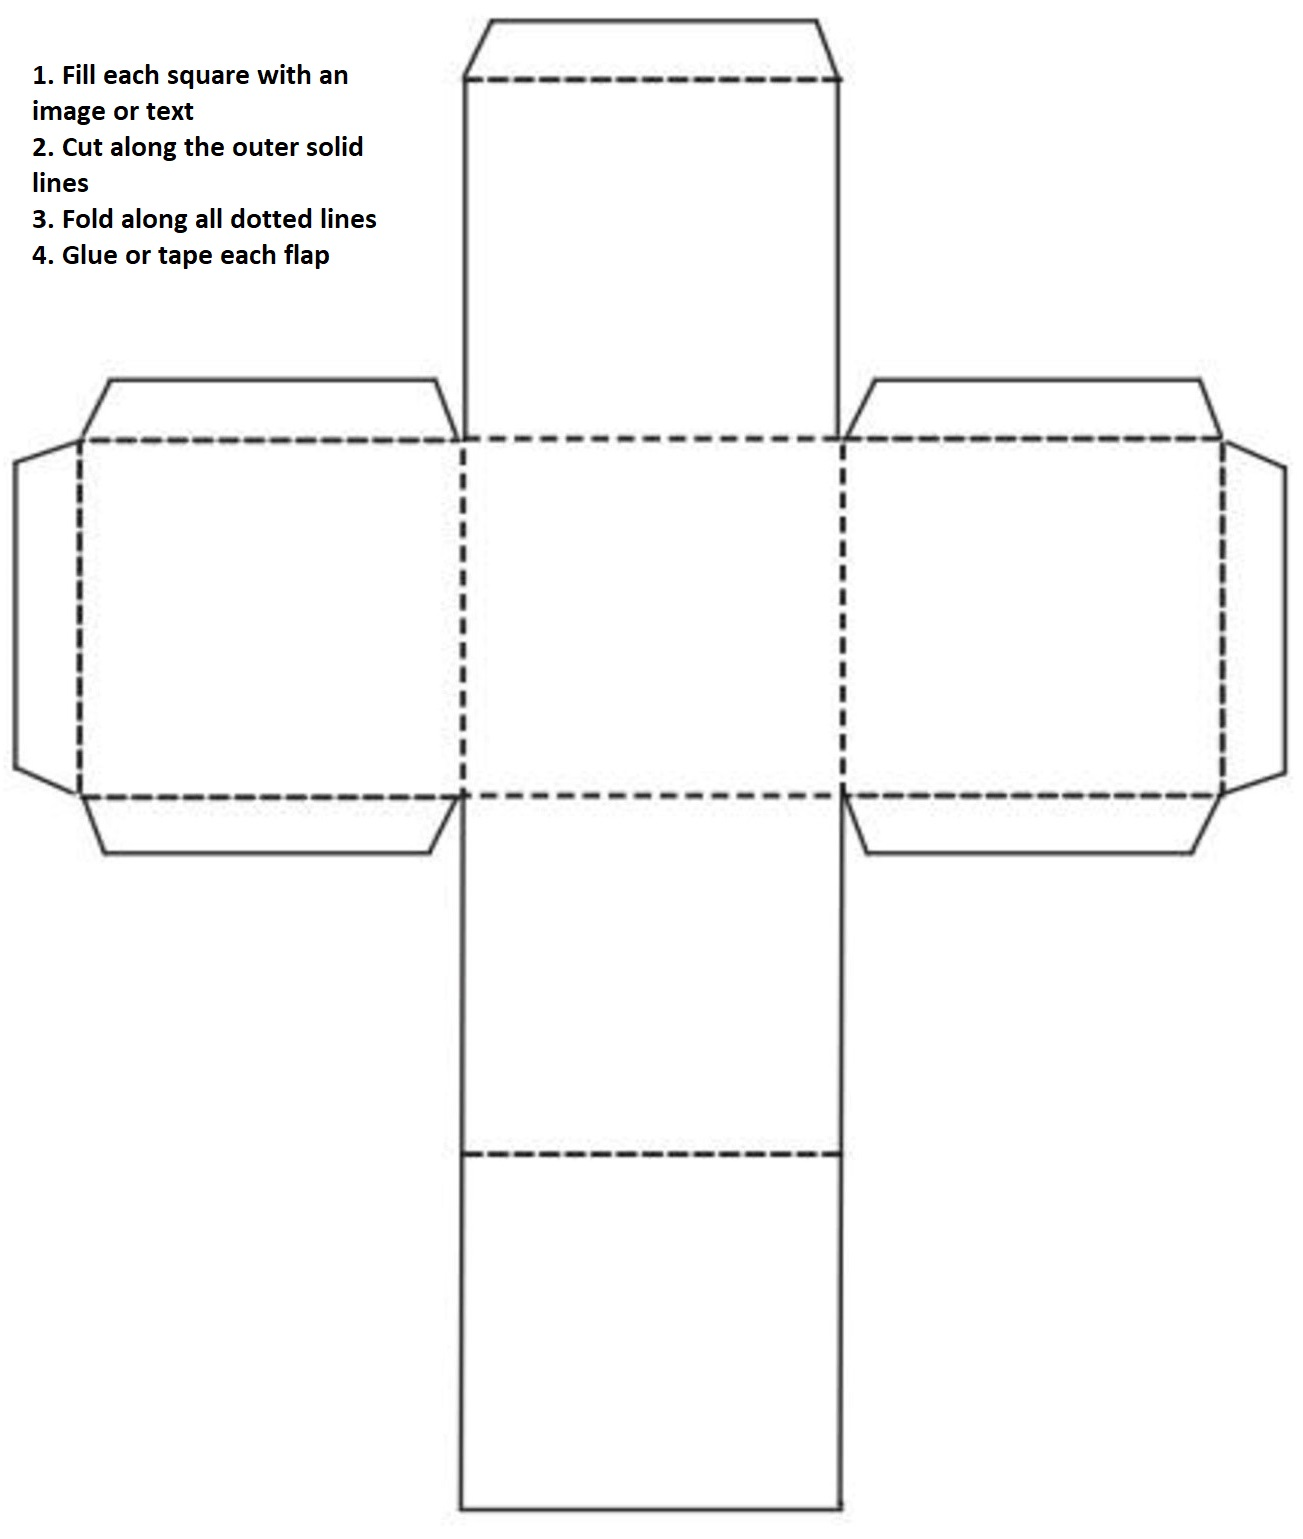 1. Fill each square with an
image or text
2. Cut along the outer solid
lines
3. Fold along all dotted lines
4. Glue or tape each flap